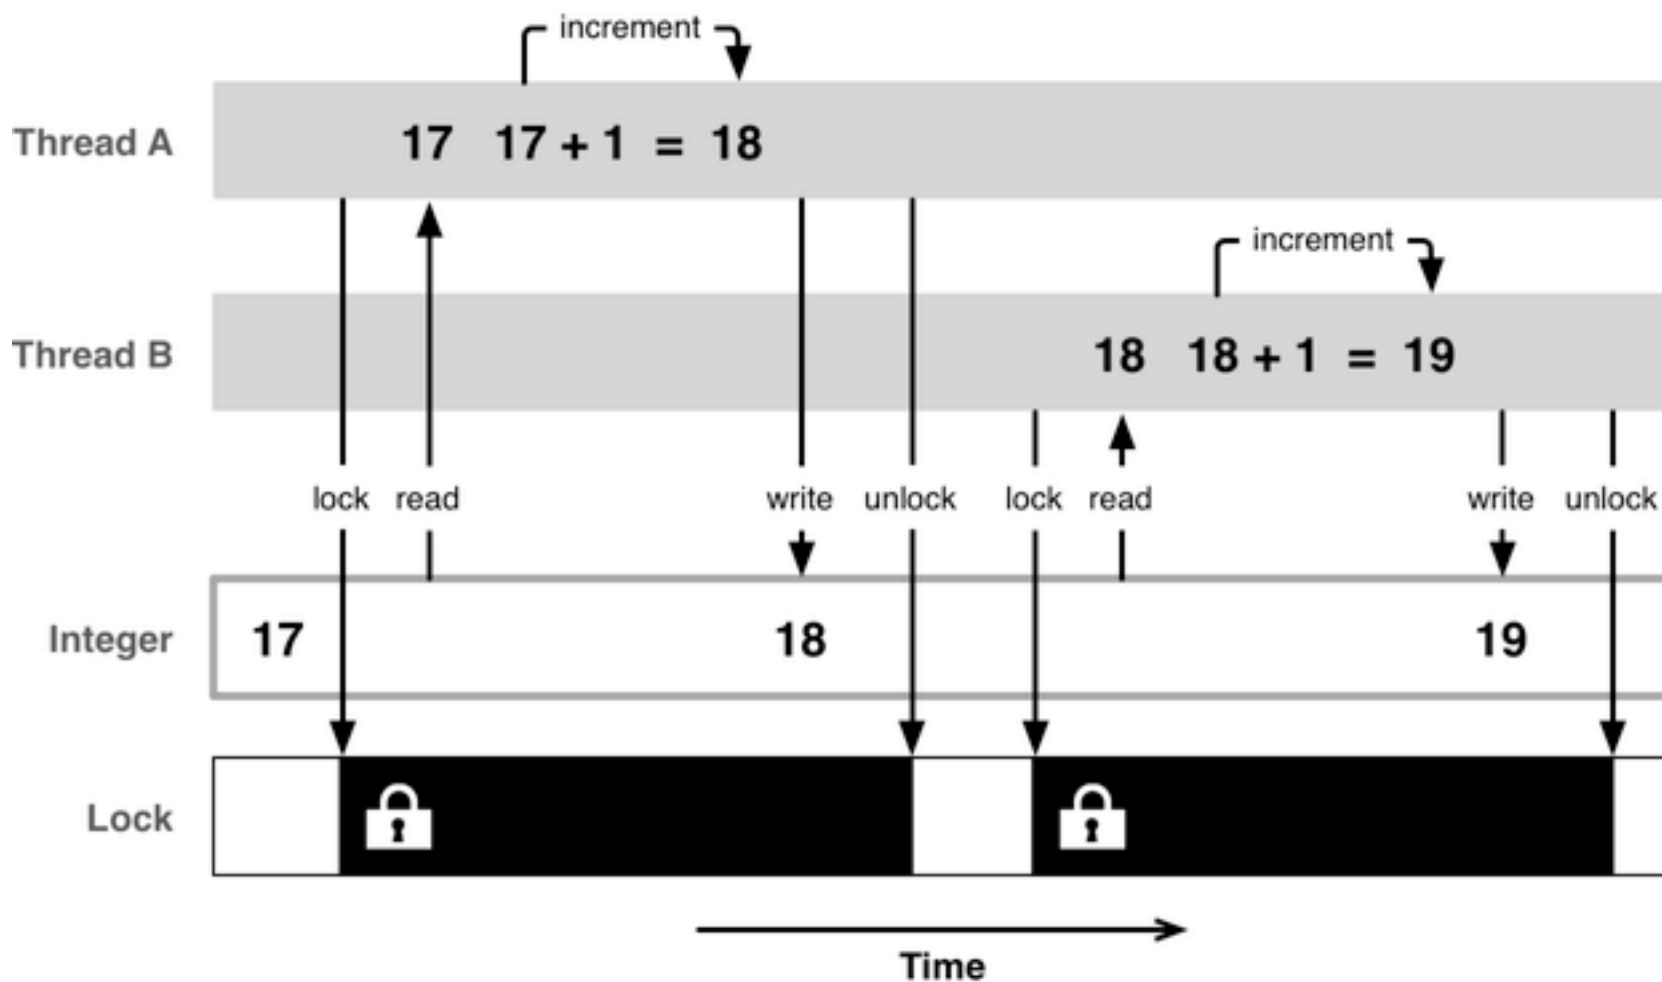 increment
Thread A 17 17 + 1 = 18
increment
Thread B 18 18 + 1 = 19
lock read write unlock lock read write unlock
Integer 17 18 19
Lock
Time